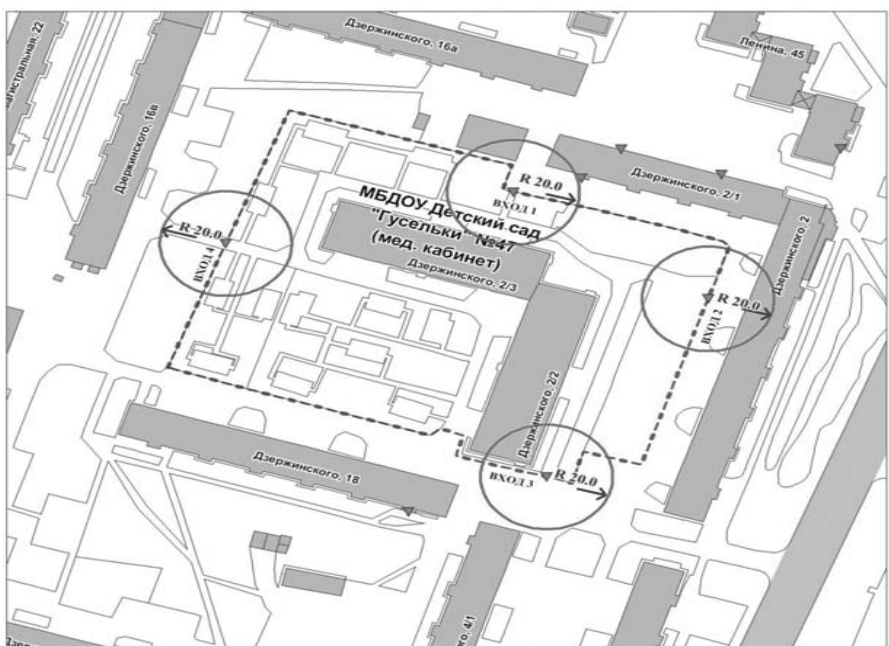 Дзержинского, 16а
Ленина, 45
Дзержинского, 16в
Дзержинского, 2/1
R 20.0
ВХОД 1
МБДОУ Детский сад
"Гусельки" №47
(мед. кабинет)
Дзержинского, 2/3
R 20.0
ВХОД 4
Дзержинского, 2
R 20.0
ВХОД 2
Дзержинского, 2/2
Дзержинского, 18
ВХОД 3
R 20.0